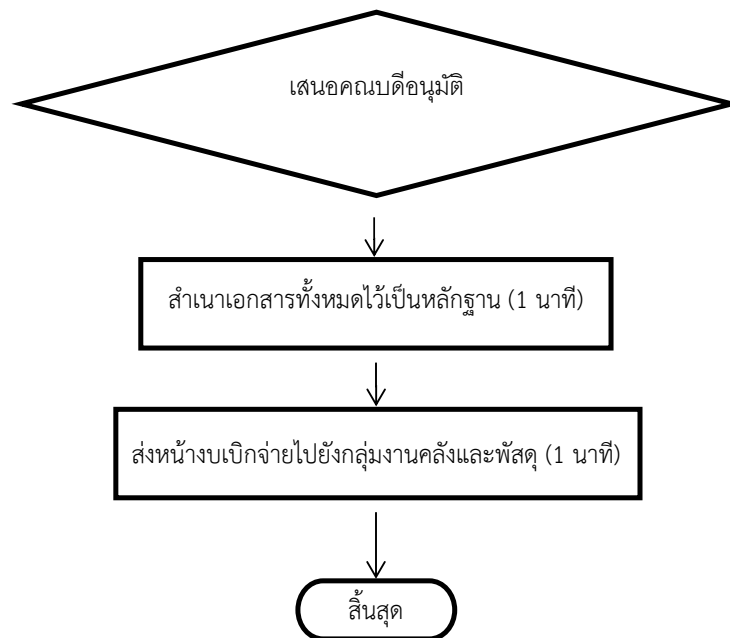 เสนอคณบดีอนุมัติ
สำเนาเอกสารทั้งหมดไว้เป็นหลักฐาน (1 นาที)
ส่งหน้างบเบิกจ่ายไปยังกลุ่มงานคลังและพัสดุ (1 นาที)
สิ้นสุด